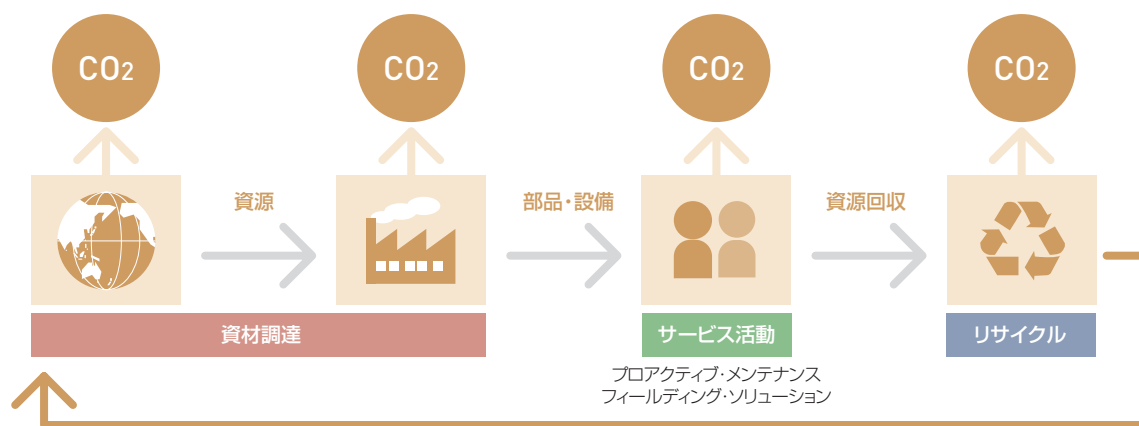 CO2
CO2
CO2
CO2
資源
部品・設備
資源回収
資材調達
サービス活動
リサイクル
プロアクティブ・メンテナンス
フィールディング・ソリューション